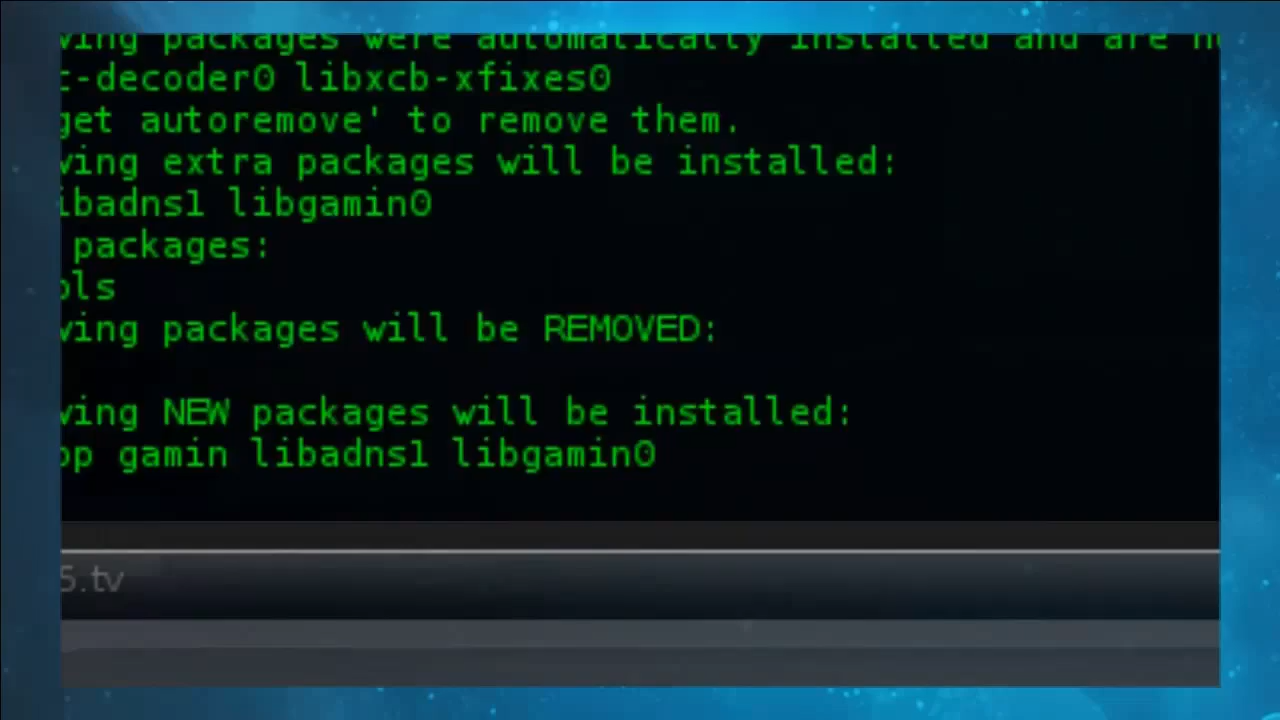 ving packages were automatically installed and are n
c-decoder0 libxcb-xfixes0
get autoremove' to remove them.
ving extra packages will be installed:
ibadns1 libgamin0
packages:
ols
ving packages will be REMOVED:
ving NEW packages will be installed:
op gamin libadns1 libgamin0
5.tv